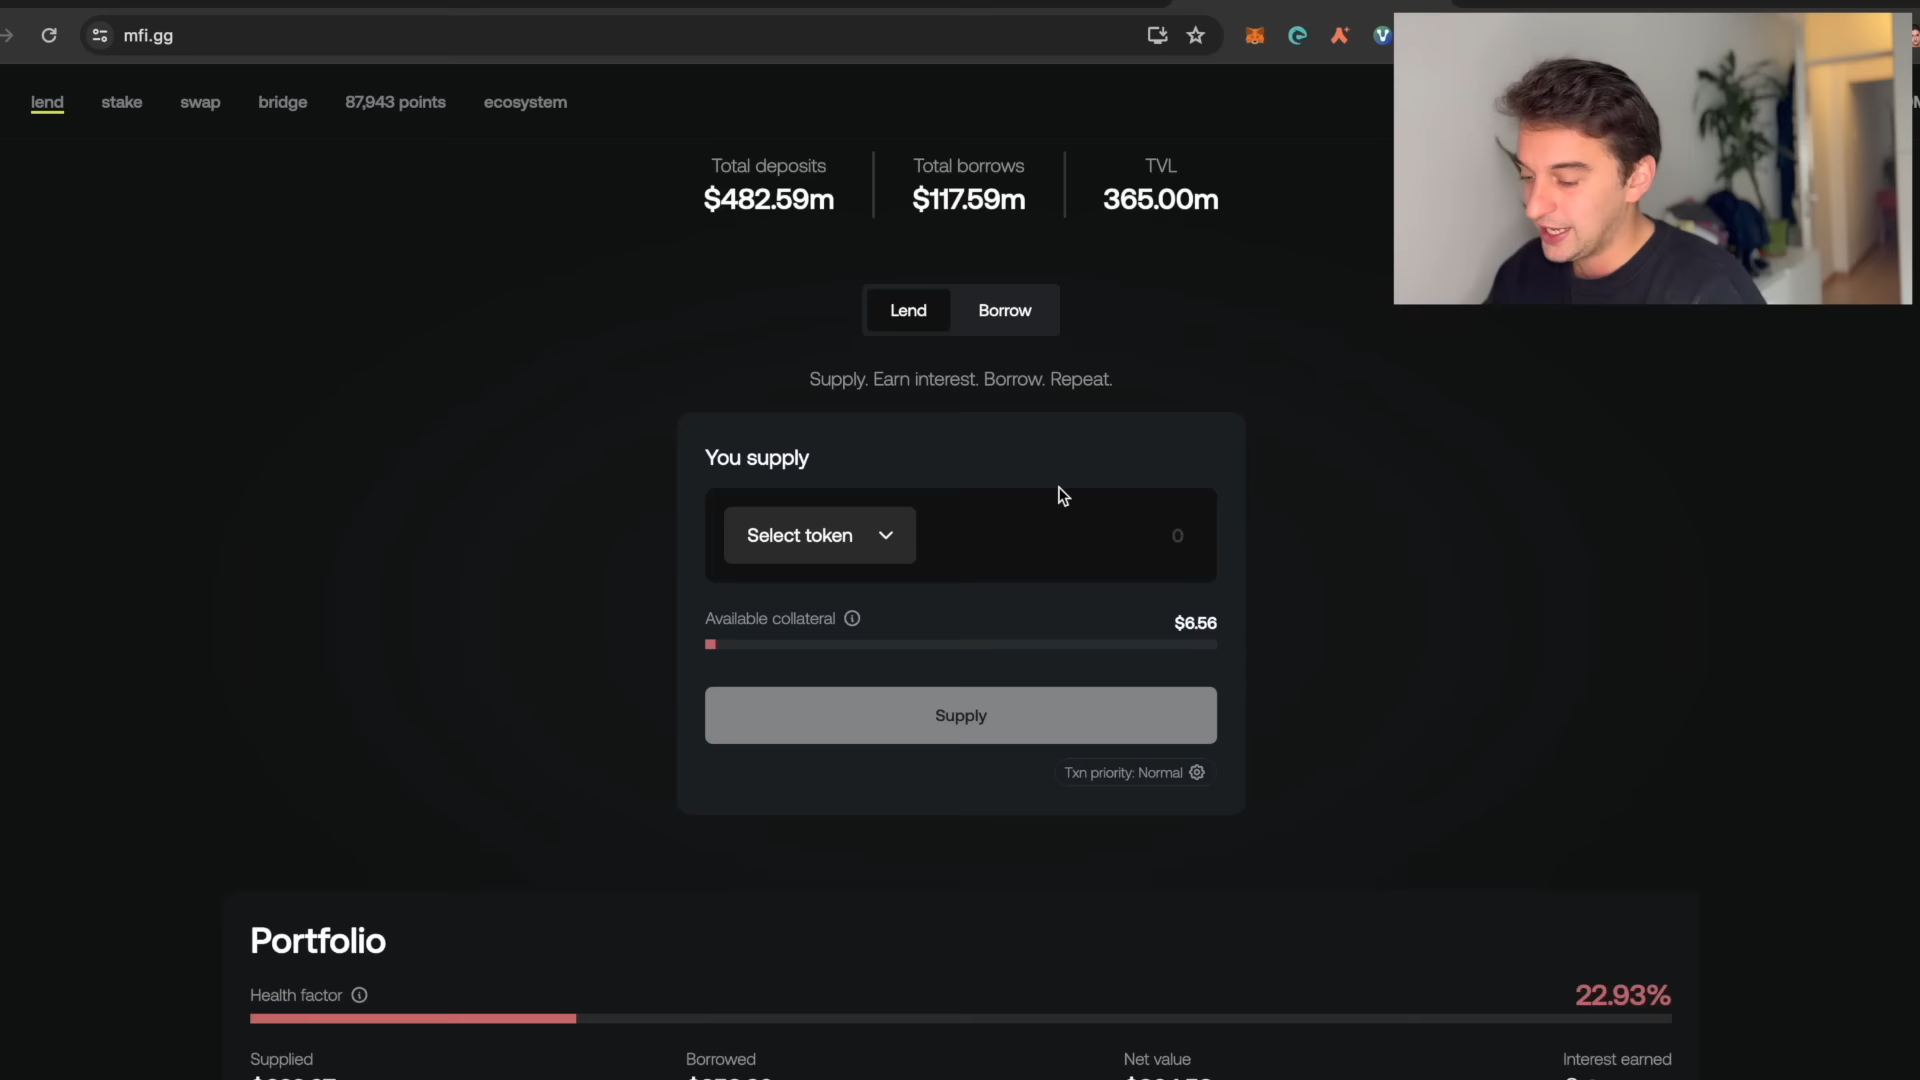 mfi.gg
lend stake swap bridge 87,943 points ecosystem
Total deposits Total borrows TVL
$482.59m $117.59m 365.00m
Lend Borrow
Supply. Earn interest. Borrow. Repeat.
You supply
Select token 0
Available collateral $6.56
Supply
Txn priority: Normal
Portfolio
Health factor 22.93%
Supplied Borrowed Net value Interest earned